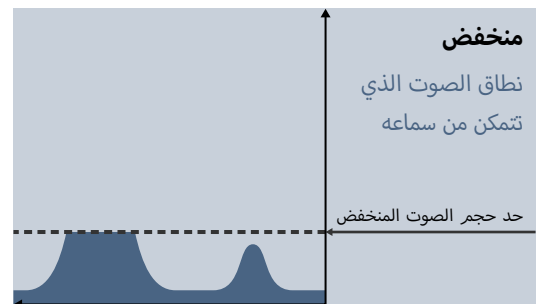 منخفض
نطاق الصوت الذي
تتمكن من سماعه
حد حجم الصوت المنخفض